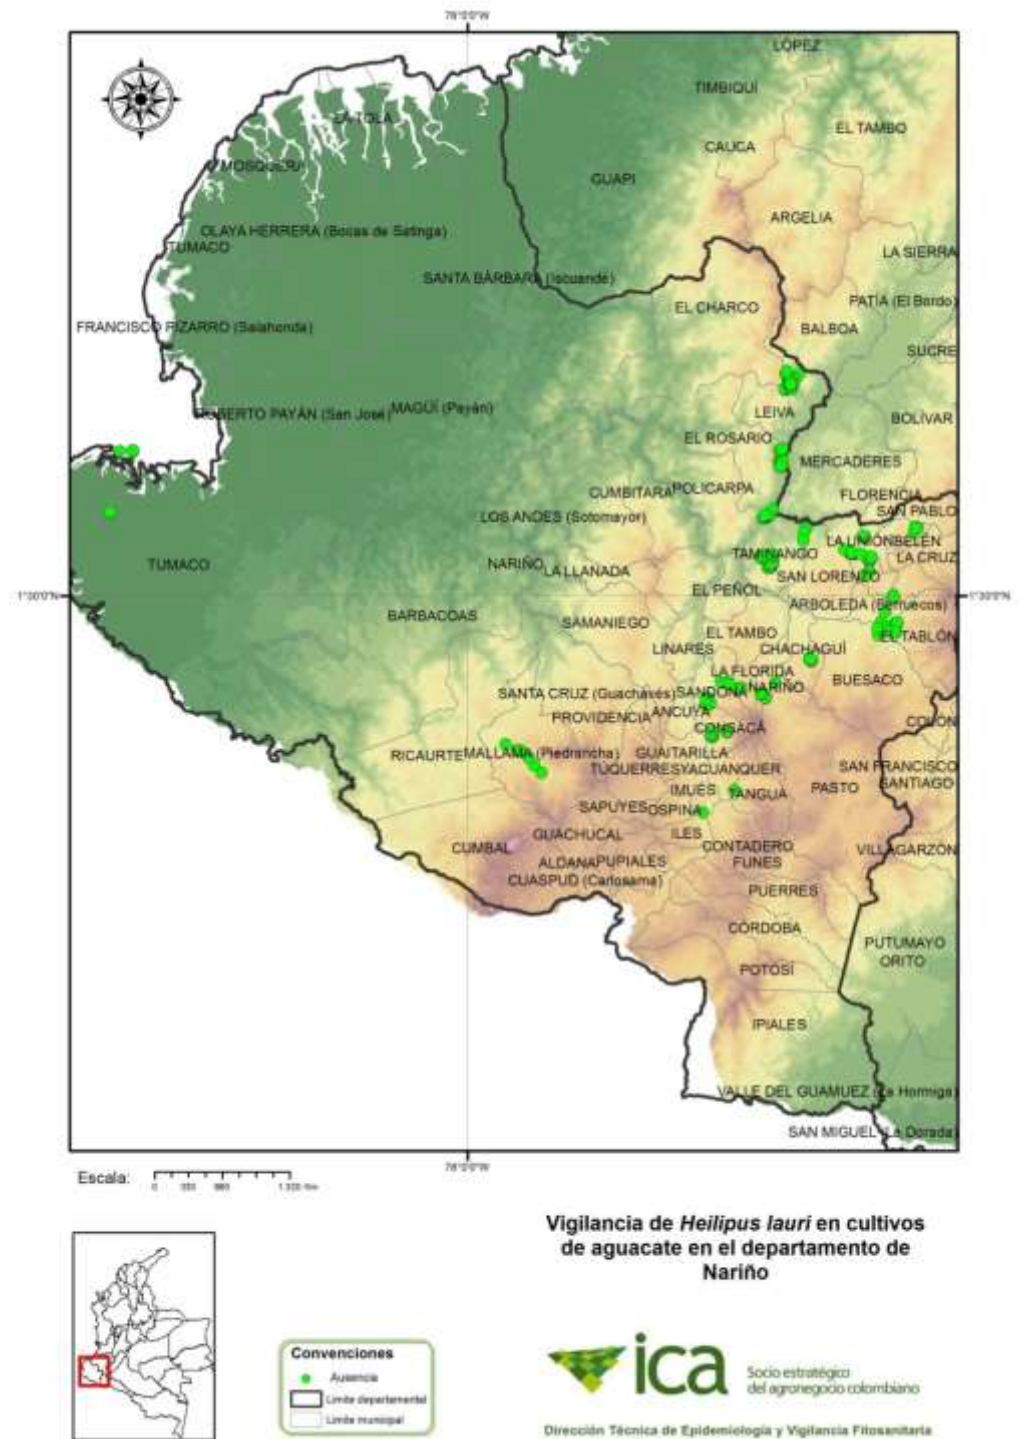 78°0'0"W
LÓPEZ
TIMBIQUÍ
EL TAMBO
LA TOLA
CAUCA
MOSQUERA
GUAPI
ARGELIA
OLAYA HERRERA (Bocas de Satinga)
TUMACO
LA SIERRA
SANTA BÁRBARA (Iscuandé)
EL CHARCO
PATÍA (El Bordo)
FRANCISCO PIZARRO (Salahonda)
BALBOA
SUCRE
ROBERTO PAYÁN (San José)
MAGÜÍ (Payán)
LEIVA
BOLÍVAR
EL ROSARIO
MERCADERES
CUMBITARA
POLICARPA
FLORENCIA
SAN PABLO
LOS ANDES (Sotomayor)
LA UNIÓN
BELÉN
TAMINANGO
LA CRUZ
TUMACO
NARIÑO
LA LLANADA
SAN LORENZO
EL PEÑOL
1°30'0"N
ARBOLEDA (Berruecos)
BARBACOAS
SAMANIEGO
EL TAMBO
EL TABLÓN
LINARES
CHACHAGUÍ
LA FLORIDA
BUESACO
SANTA CRUZ (Guachavés)
SANDONÁ
NARIÑO
PROVIDENCIA
ANCUYA
CONSACÁ
COLÓN
RICAURTE
MALLAMA (Piedrancha)
GUAITARILLA
TÚQUERRES
YACUANQUER
SAN FRANCISCO
SANTIAGO
IMUES
TANGUA
PASTO
SAPUYES
OSPINA
GUACHUCAL
ILES
CUMBAL
CONTADERO
VILLAGARZÓN
ALDANA
PUPIALES
FUNES
CUASPUD (Carlosama)
PUERRES
CÓRDOBA
PUTUMAYO
ORITO
POTOSÍ
IPIALES
VALLE DEL GUAMUEZ (La Hormiga)
SAN MIGUEL (La Dorada)
78°0'0"W
Escala:
0
Vigilancia de Heilipus lauri en cultivos
de aguacate en el departamento de
Nariño
Convenciones
Ausencia
Limite departamental
Limite municipal
ica
Socio estratégico
del agronegocio colombiano
Dirección Técnica de Epidemiología y Vigilancia Fitosanitaria